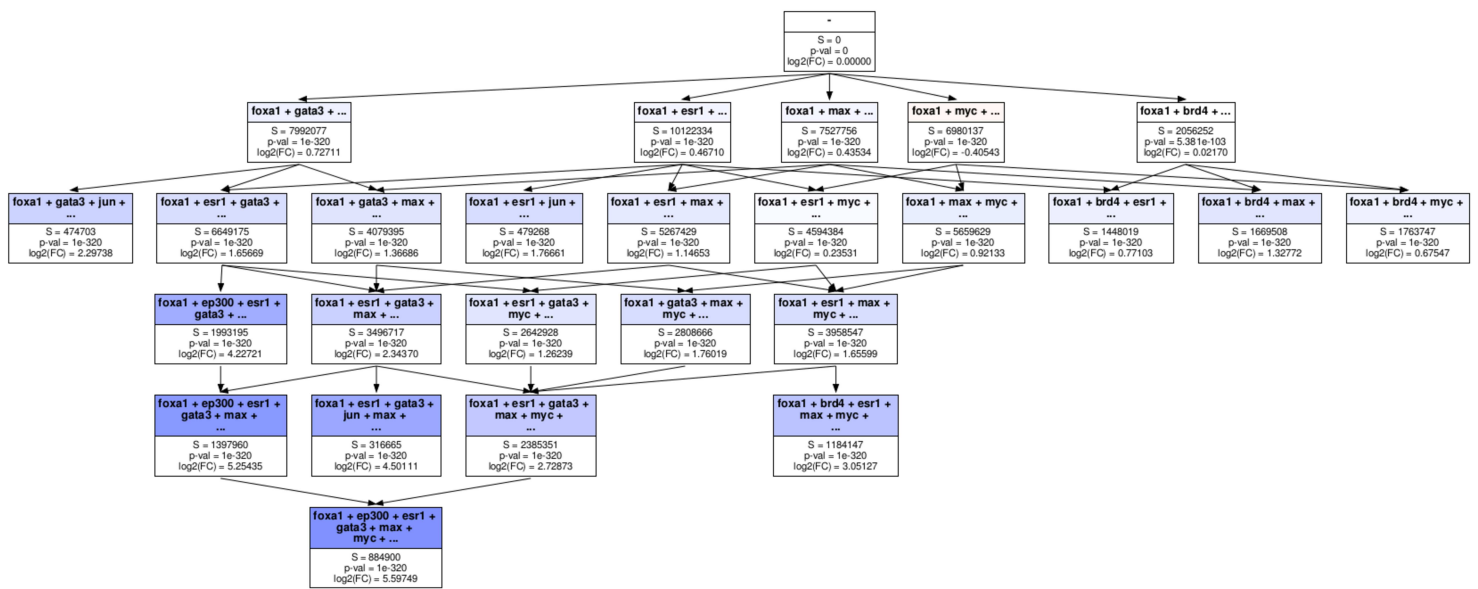 -
S = 0
p-val = 0
log2(FC) = 0.00000
foxa1 + gata3 + ...
S = 7992077
p-val = 1e-320
log2(FC) = 0.72711
foxa1 + esr1 + ...
S = 10122334
p-val = 1e-320
log2(FC) = 0.46710
foxa1 + max + ...
S = 7527756
p-val = 1e-320
log2(FC) = 0.43534
foxa1 + myc + ...
S = 6980137
p-val = 1e-320
log2(FC) = -0.40543
foxa1 + brd4 + ...
S = 2056252
p-val = 5.381e-103
log2(FC) = 0.02170
foxa1 + gata3 + jun +
...
S = 474703
p-val = 1e-320
log2(FC) = 2.29738
foxa1 + esr1 + gata3 +
...
S = 6649175
p-val = 1e-320
log2(FC) = 1.65669
foxa1 + gata3 + max +
...
S = 4079395
p-val = 1e-320
log2(FC) = 1.36686
foxa1 + esr1 + jun +
...
S = 479268
p-val = 1e-320
log2(FC) = 1.76661
foxa1 + esr1 + max +
...
S = 5267429
p-val = 1e-320
log2(FC) = 1.14653
foxa1 + esr1 + myc +
...
S = 4594384
p-val = 1e-320
log2(FC) = 0.23531
foxa1 + max + myc +
...
S = 5659629
p-val = 1e-320
log2(FC) = 0.92133
foxa1 + brd4 + esr1 +
...
S = 1448019
p-val = 1e-320
log2(FC) = 0.77103
foxa1 + brd4 + max +
...
S = 1669508
p-val = 1e-320
log2(FC) = 1.32772
foxa1 + brd4 + myc +
...
S = 1763747
p-val = 1e-320
log2(FC) = 0.67547
foxa1 + ep300 + esr1 +
gata3 + ...
S = 1993195
p-val = 1e-320
log2(FC) = 4.22721
foxa1 + esr1 + gata3 +
max + ...
S = 3496717
p-val = 1e-320
log2(FC) = 2.34370
foxa1 + esr1 + gata3 +
myc + ...
S = 2642928
p-val = 1e-320
log2(FC) = 1.26239
foxa1 + gata3 + max +
myc + ...
S = 2808666
p-val = 1e-320
log2(FC) = 1.76019
foxa1 + esr1 + max +
myc + ...
S = 3958547
p-val = 1e-320
log2(FC) = 1.65599
foxa1 + ep300 + esr1 +
gata3 + max +
...
S = 1397960
p-val = 1e-320
log2(FC) = 5.25435
foxa1 + esr1 + gata3 +
jun + max +
...
S = 316665
p-val = 1e-320
log2(FC) = 4.50111
foxa1 + esr1 + gata3 +
max + myc +
...
S = 2385351
p-val = 1e-320
log2(FC) = 2.72873
foxa1 + brd4 + esr1 +
max + myc +
...
S = 1184147
p-val = 1e-320
log2(FC) = 3.05127
foxa1 + ep300 + esr1 +
gata3 + max +
myc + ...
S = 884900
p-val = 1e-320
log2(FC) = 5.59749